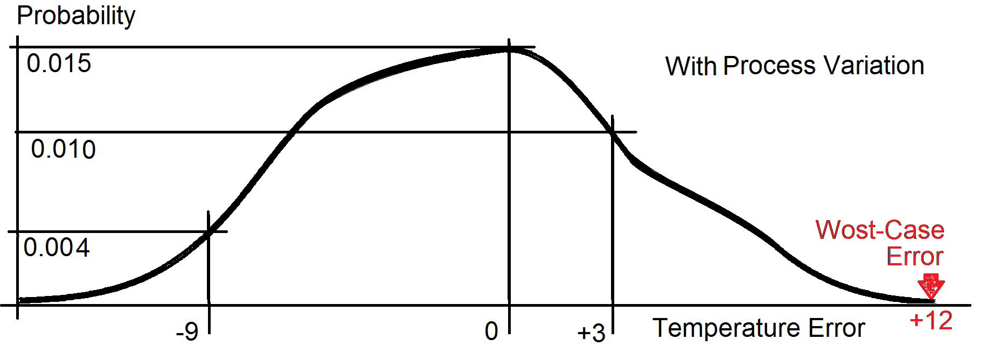 Probability
0.015
With Process Variation
0.010
Wost-Case
0.004
Error
-9
0
+3
Temperature Error
+12